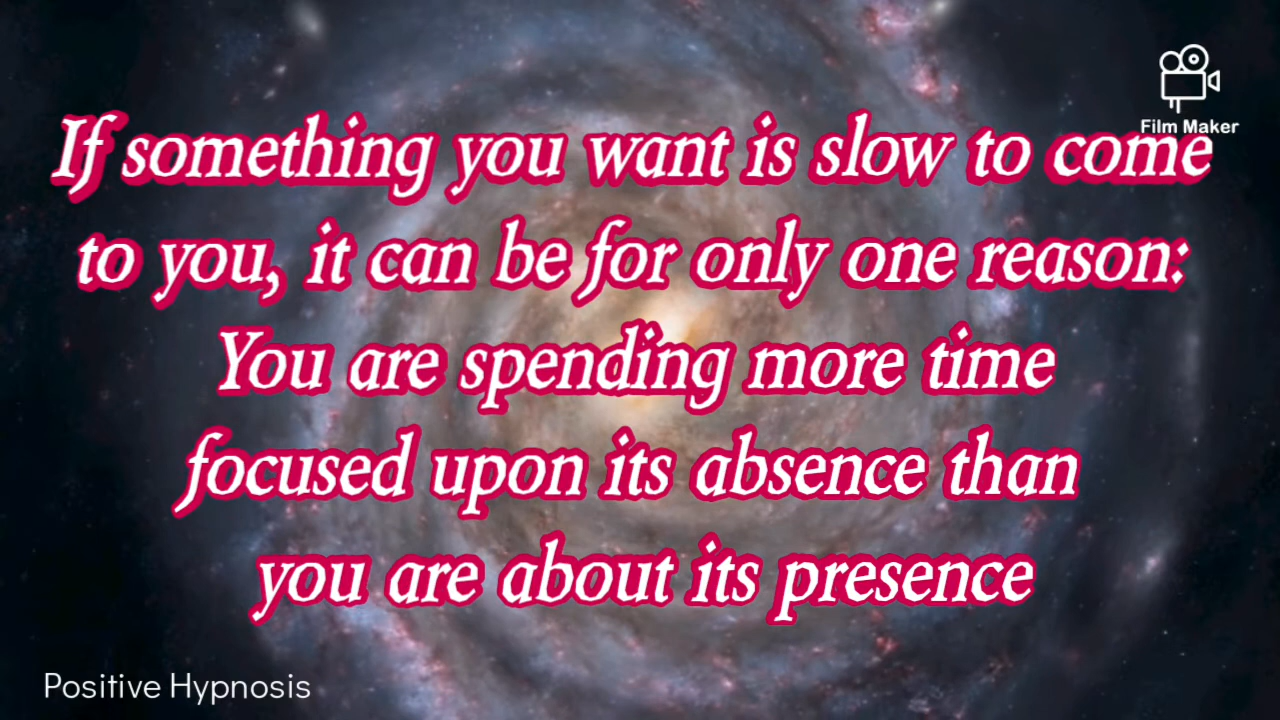 Film Maker
If something you want is slow to come
to you, it can be for only one reason:
You are spending more time
focused upon its absence than
you are about its presence
Positive Hypnosis